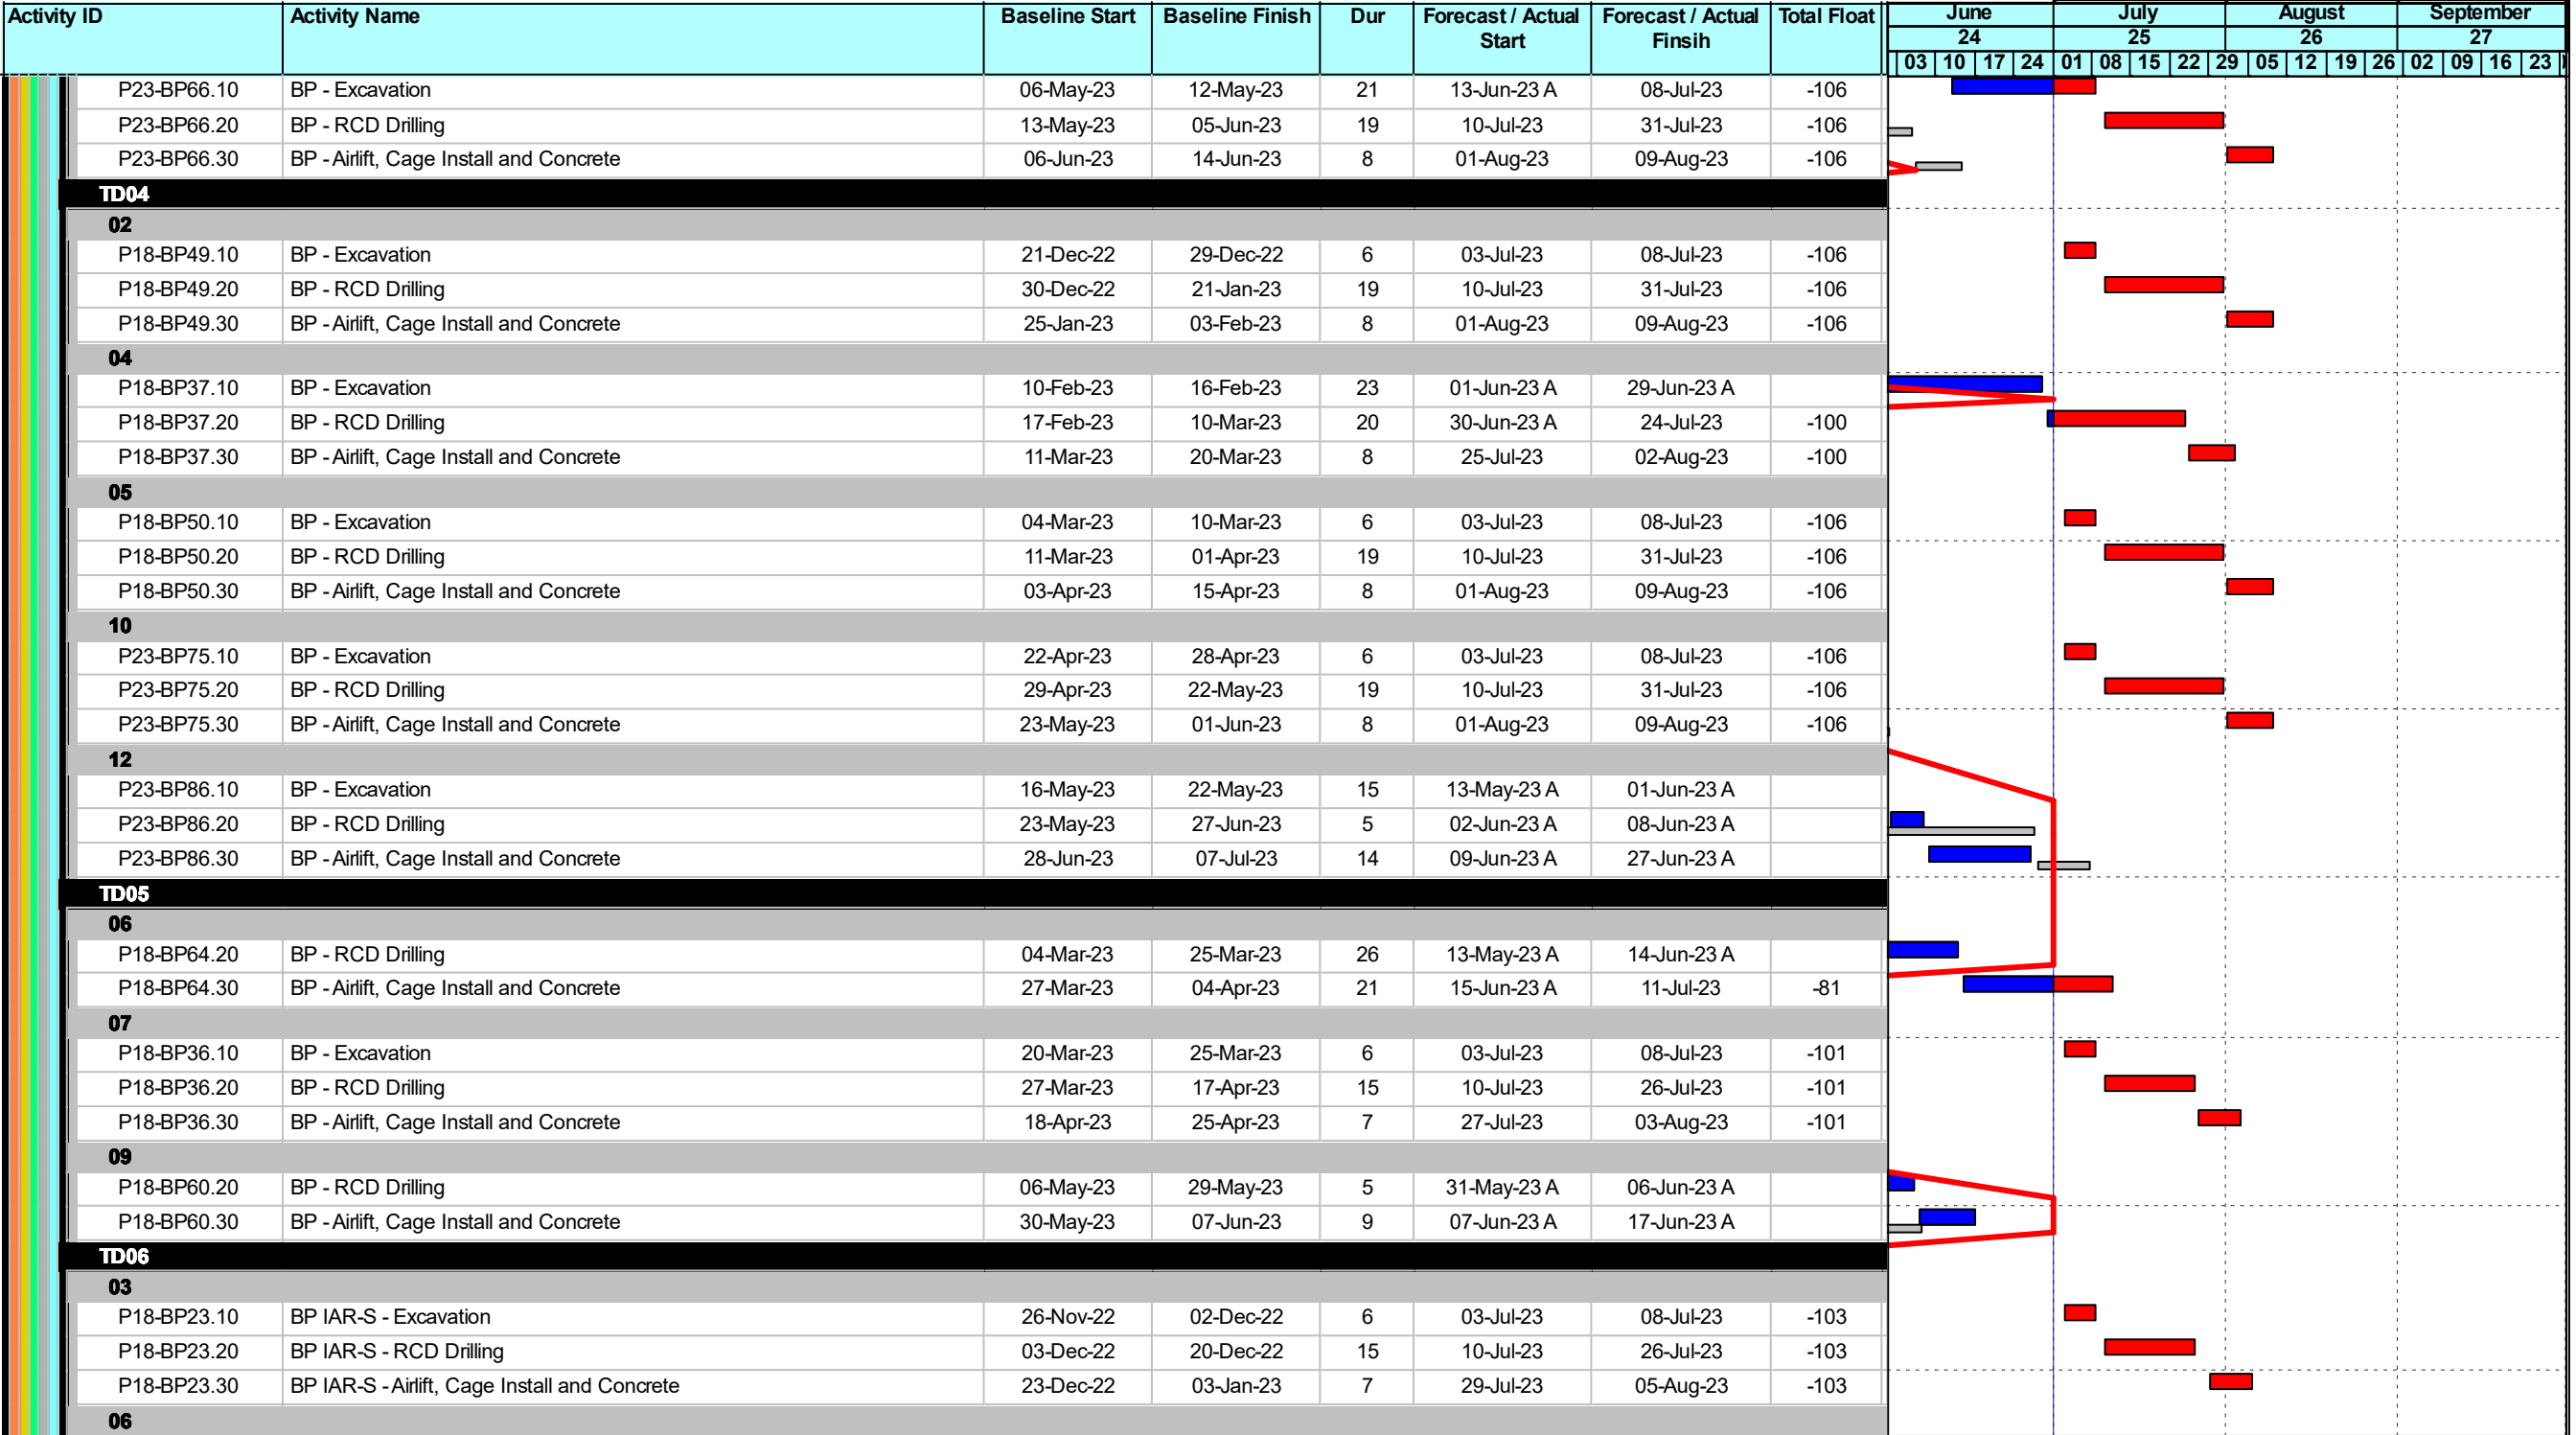 Activity ID Activity Name Baseline Start Baseline Finish Dur Forecast / Actual Start Forecast / Actual Finsih Total Float June July August September
24 25 26 27
03 10 17 24 01 08 15 22 29 05 12 19 26 02 09 16 23
P23-BP66.10 BP - Excavation 06-May-23 12-May-23 21 13-Jun-23 A 08-Jul-23 -106
P23-BP66.20 BP - RCD Drilling 13-May-23 05-Jun-23 19 10-Jul-23 31-Jul-23 -106
P23-BP66.30 BP - Airlift, Cage Install and Concrete 06-Jun-23 14-Jun-23 8 01-Aug-23 09-Aug-23 -106
TD04
02
P18-BP49.10 BP - Excavation 21-Dec-22 29-Dec-22 6 03-Jul-23 08-Jul-23 -106
P18-BP49.20 BP - RCD Drilling 30-Dec-22 21-Jan-23 19 10-Jul-23 31-Jul-23 -106
P18-BP49.30 BP - Airlift, Cage Install and Concrete 25-Jan-23 03-Feb-23 8 01-Aug-23 09-Aug-23 -106
04
P18-BP37.10 BP - Excavation 10-Feb-23 16-Feb-23 23 01-Jun-23 A 29-Jun-23 A
P18-BP37.20 BP - RCD Drilling 17-Feb-23 10-Mar-23 20 30-Jun-23 A 24-Jul-23 -100
P18-BP37.30 BP - Airlift, Cage Install and Concrete 11-Mar-23 20-Mar-23 8 25-Jul-23 02-Aug-23 -100
05
P18-BP50.10 BP - Excavation 04-Mar-23 10-Mar-23 6 03-Jul-23 08-Jul-23 -106
P18-BP50.20 BP - RCD Drilling 11-Mar-23 01-Apr-23 19 10-Jul-23 31-Jul-23 -106
P18-BP50.30 BP - Airlift, Cage Install and Concrete 03-Apr-23 15-Apr-23 8 01-Aug-23 09-Aug-23 -106
10
P23-BP75.10 BP - Excavation 22-Apr-23 28-Apr-23 6 03-Jul-23 08-Jul-23 -106
P23-BP75.20 BP - RCD Drilling 29-Apr-23 22-May-23 19 10-Jul-23 31-Jul-23 -106
P23-BP75.30 BP - Airlift, Cage Install and Concrete 23-May-23 01-Jun-23 8 01-Aug-23 09-Aug-23 -106
12
P23-BP86.10 BP - Excavation 16-May-23 22-May-23 15 13-May-23 A 01-Jun-23 A
P23-BP86.20 BP - RCD Drilling 23-May-23 27-Jun-23 5 02-Jun-23 A 08-Jun-23 A
P23-BP86.30 BP - Airlift, Cage Install and Concrete 28-Jun-23 07-Jul-23 14 09-Jun-23 A 27-Jun-23 A
TD05
06
P18-BP64.20 BP - RCD Drilling 04-Mar-23 25-Mar-23 26 13-May-23 A 14-Jun-23 A
P18-BP64.30 BP - Airlift, Cage Install and Concrete 27-Mar-23 04-Apr-23 21 15-Jun-23 A 11-Jul-23 -81
07
P18-BP36.10 BP - Excavation 20-Mar-23 25-Mar-23 6 03-Jul-23 08-Jul-23 -101
P18-BP36.20 BP - RCD Drilling 27-Mar-23 17-Apr-23 15 10-Jul-23 26-Jul-23 -101
P18-BP36.30 BP - Airlift, Cage Install and Concrete 18-Apr-23 25-Apr-23 7 27-Jul-23 03-Aug-23 -101
09
P18-BP60.20 BP - RCD Drilling 06-May-23 29-May-23 5 31-May-23 A 06-Jun-23 A
P18-BP60.30 BP - Airlift, Cage Install and Concrete 30-May-23 07-Jun-23 9 07-Jun-23 A 17-Jun-23 A
TD06
03
P18-BP23.10 BP IAR-S - Excavation 26-Nov-22 02-Dec-22 6 03-Jul-23 08-Jul-23 -103
P18-BP23.20 BP IAR-S - RCD Drilling 03-Dec-22 20-Dec-22 15 10-Jul-23 26-Jul-23 -103
P18-BP23.30 BP IAR-S - Airlift, Cage Install and Concrete 23-Dec-22 03-Jan-23 7 29-Jul-23 05-Aug-23 -103
06